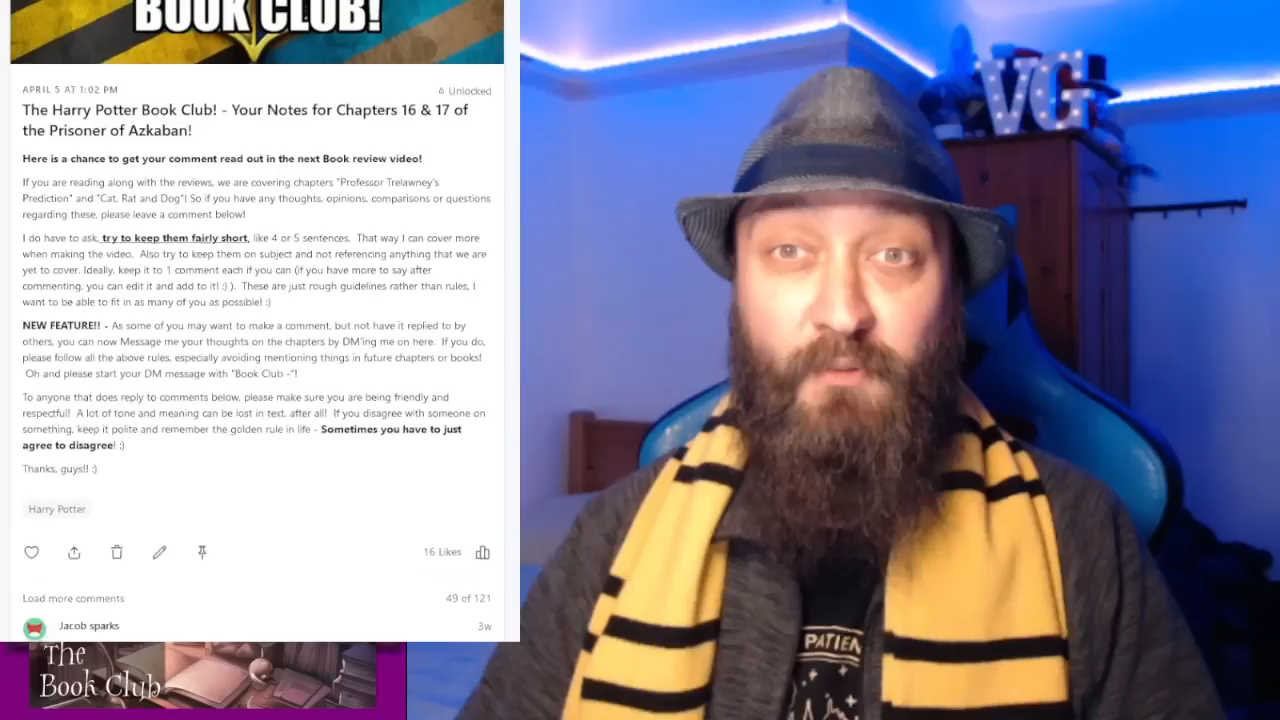 BOOK CLUB!
APRIL 5 AT 1:02 PM
Unlocked
The Harry Potter Book Club! - Your Notes for Chapters 16 & 17 of
the Prisoner of Azkaban!
Here is a chance to get your comment read out in the next Book review video!
If you are reading along with the reviews, we are covering chapters "Professor Trelawney's
Prediction" and "Cat, Rat and Dog"! So if you have any thoughts, opinions, comparisons or questions
regarding these, please leave a comment below!
I do have to ask, try to keep them fairly short, like 4 or 5 sentences. That way I can cover more
when making the video. Also try to keep them on subject and not referencing anything that we are
yet to cover. Ideally, keep it to 1 comment each if you can (if you have more to say after
commenting, you can edit it and add to it! :) ). These are just rough guidelines rather than rules, I
want to be able to fit in as many of you as possible! :)
NEW FEATURE!! - As some of you may want to make a comment, but not have it replied to by
others, you can now Message me your thoughts on the chapters by DM'ing me on here. If you do,
please follow all the above rules, especially avoiding mentioning things in future chapters or books!
Oh and please start your DM message with "Book Club -"!
To anyone that does reply to comments below, please make sure you are being friendly and
respectful! A lot of tone and meaning can be lost in text, after all! If you disagree with someone on
something, keep it polite and remember the golden rule in life - Sometimes you have to just
agree to disagree! :)
Thanks, guys!! :)
Harry Potter
16 Likes
Load more comments
49 of 121
Jacob sparks
3w
The
Book Club
VG
PATIEN